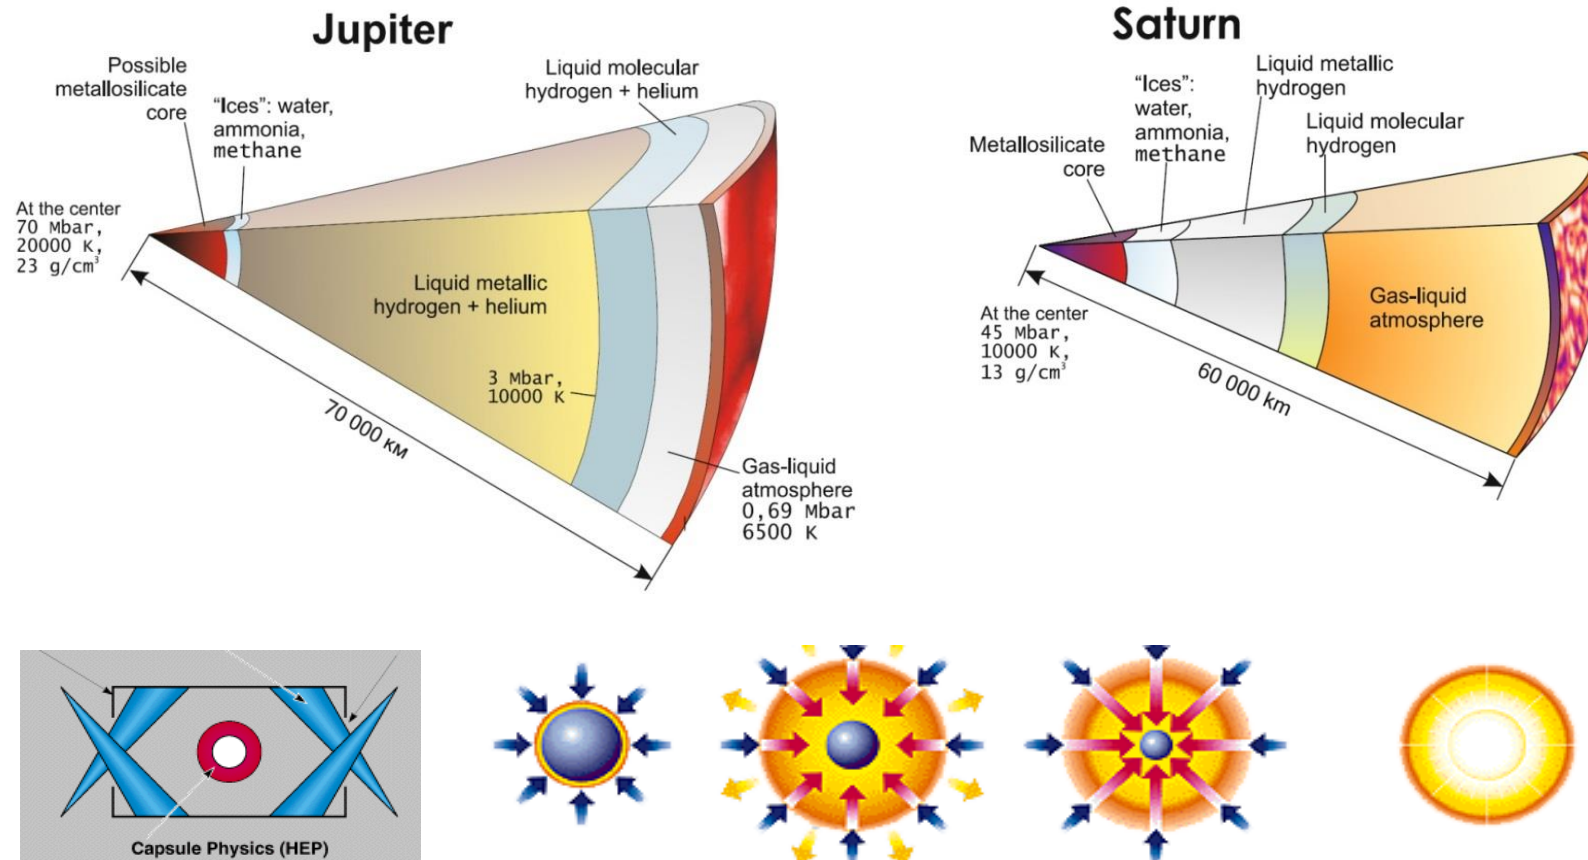 Jupiter
Possible
metallosilicate
core
"Ices": water,
ammonia,
methane
Liquid molecular
hydrogen + helium
At the center
70 Mbar,
20000 K,
23 g/cm³
Liquid metallic
hydrogen + helium
3 Mbar,
10000 K
70 000 км
Gas-liquid
atmosphere
0,69 Mbar
6500 K
Saturn
Metallosilicate
core
"Ices":
water,
ammonia,
methane
Liquid metallic
hydrogen
Liquid molecular
hydrogen
At the center
45 Mbar,
10000 K,
13 g/cm³
Gas-liquid
atmosphere
60 000 km
Capsule Physics (HEP)